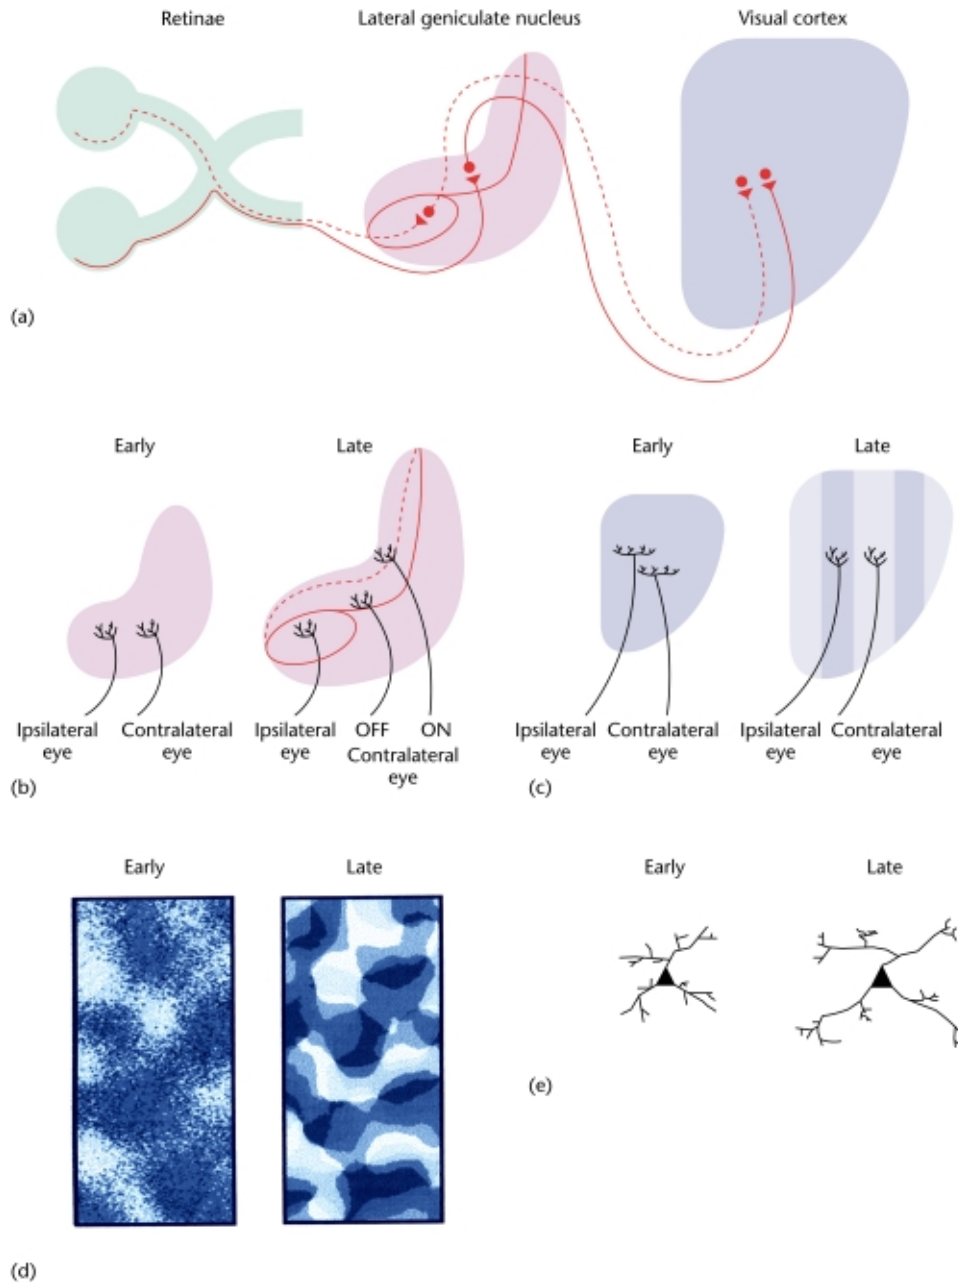 Retinae Lateral geniculate nucleus Visual cortex
(a)
Early Late Early Late
Ipsilateral eye Contralateral eye Ipsilateral eye OFF ON Contralateral eye Ipsilateral eye Contralateral eye Ipsilateral eye Contralateral eye
(b) (c)
Early Late Early Late
(e)
(d)